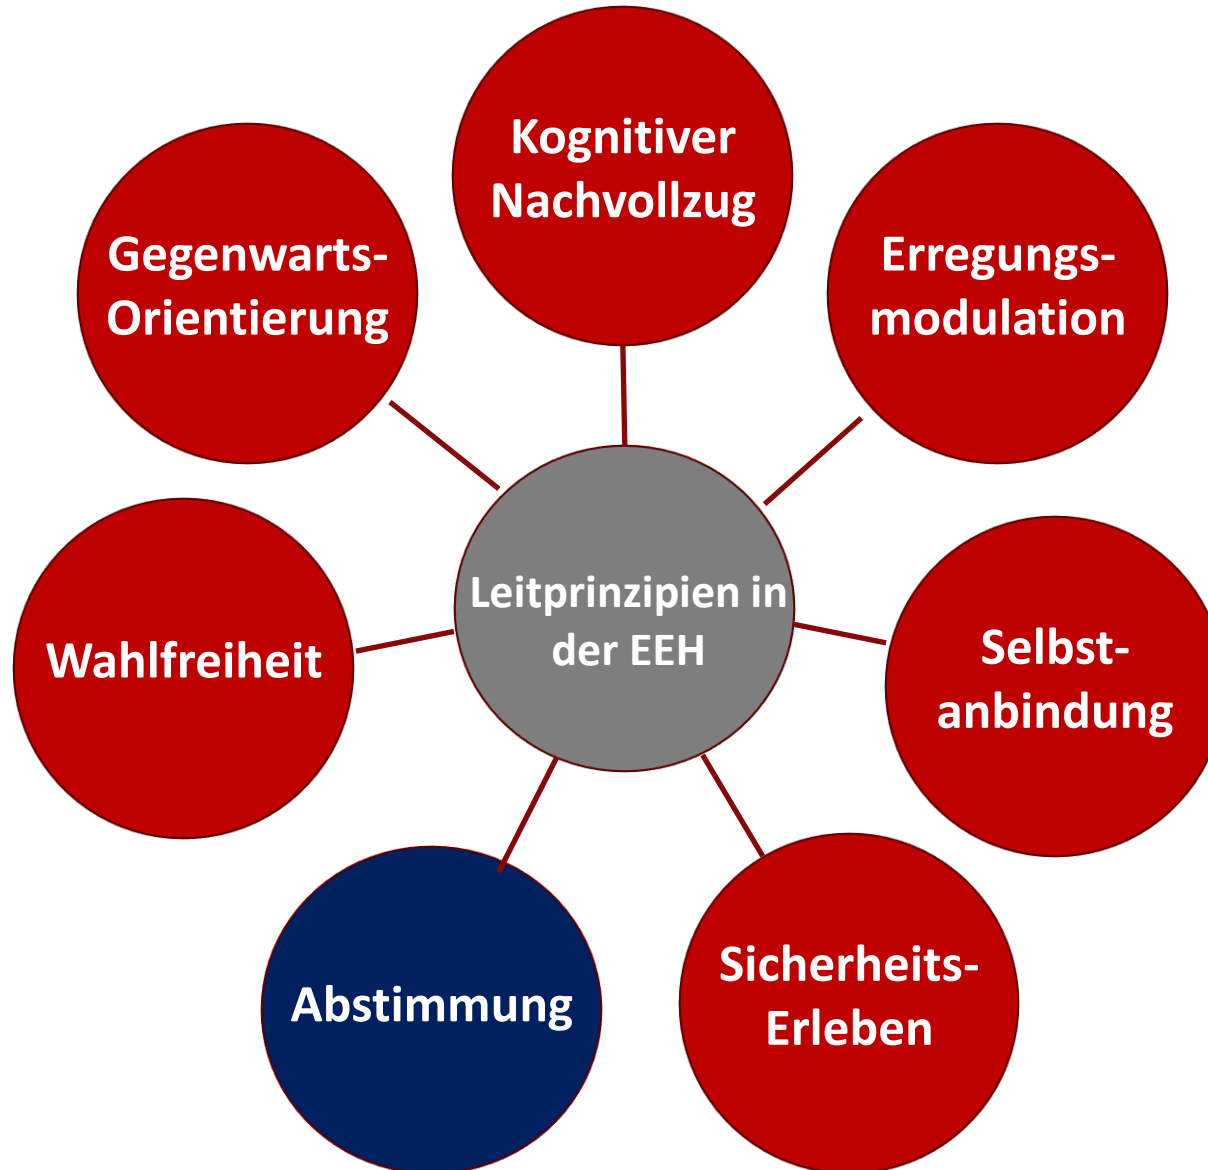 Kognitiver
Nachvollzug
Gegenwarts-
Orientierung
Erregungs-
modulation
Leitprinzipien in
der EEH
Wahlfreiheit
Selbst-
anbindung
Abstimmung
Sicherheits-
Erleben